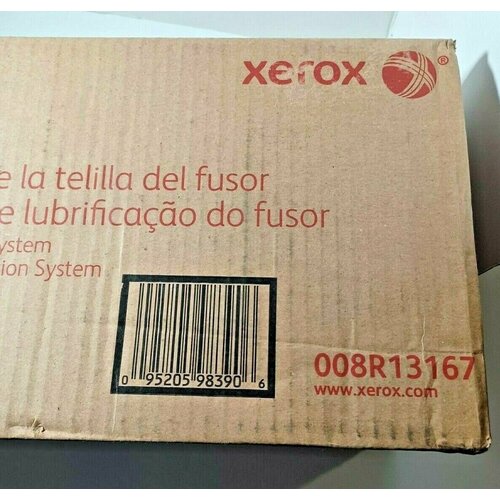 xerox ®
e la telilla del fusor
e lubrificação do fusor
ystem
ion System
0 95205 98390 6
008R13167
www.xerox.com